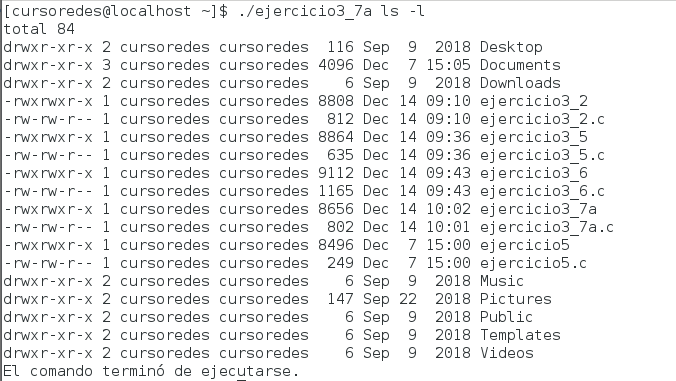 [cursoredes@localhost ~]$ ./ejercicio3_7a ls -l
total 84
drwxr-xr-x 2 cursoredes cursoredes  116 Sep  9  2018 Desktop
drwxr-xr-x 3 cursoredes cursoredes 4096 Dec  7 15:05 Documents
drwxr-xr-x 2 cursoredes cursoredes    6 Sep  9  2018 Downloads
-rwxrwxr-x 1 cursoredes cursoredes 8808 Dec 14 09:10 ejercicio3_2
-rw-rw-r-- 1 cursoredes cursoredes  812 Dec 14 09:10 ejercicio3_2.c
-rwxrwxr-x 1 cursoredes cursoredes 8864 Dec 14 09:36 ejercicio3_5
-rw-rw-r-- 1 cursoredes cursoredes  635 Dec 14 09:36 ejercicio3_5.c
-rwxrwxr-x 1 cursoredes cursoredes 9112 Dec 14 09:43 ejercicio3_6
-rw-rw-r-- 1 cursoredes cursoredes 1165 Dec 14 09:43 ejercicio3_6.c
-rwxrwxr-x 1 cursoredes cursoredes 8656 Dec 14 10:02 ejercicio3_7a
-rw-rw-r-- 1 cursoredes cursoredes  802 Dec 14 10:01 ejercicio3_7a.c
-rwxrwxr-x 1 cursoredes cursoredes 8496 Dec  7 15:00 ejercicio5
-rw-rw-r-- 1 cursoredes cursoredes  249 Dec  7 15:00 ejercicio5.c
drwxr-xr-x 2 cursoredes cursoredes    6 Sep  9  2018 Music
drwxr-xr-x 2 cursoredes cursoredes  147 Sep 22  2018 Pictures
drwxr-xr-x 2 cursoredes cursoredes    6 Sep  9  2018 Public
drwxr-xr-x 2 cursoredes cursoredes    6 Sep  9  2018 Templates
drwxr-xr-x 2 cursoredes cursoredes    6 Sep  9  2018 Videos
El comando terminó de ejecutarse.